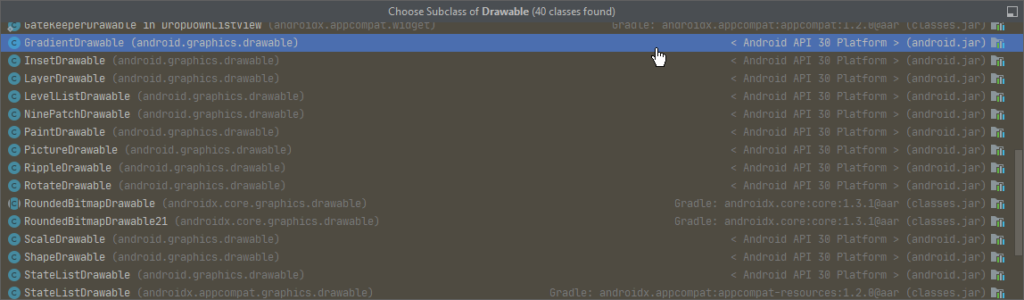 Choose Subclass of Drawable (40 classes found)
GateKeeperDrawable in DropDownListView (androidx.appcompat.widget) Gradle: androidx.appcompat:appcompat:1.2.0@aar (classes.jar)
GradientDrawable (android.graphics.drawable) < Android API 30 Platform > (android.jar)
InsetDrawable (android.graphics.drawable) < Android API 30 Platform > (android.jar)
LayerDrawable (android.graphics.drawable) < Android API 30 Platform > (android.jar)
LevelListDrawable (android.graphics.drawable) < Android API 30 Platform > (android.jar)
NinePatchDrawable (android.graphics.drawable) < Android API 30 Platform > (android.jar)
PaintDrawable (android.graphics.drawable) < Android API 30 Platform > (android.jar)
PictureDrawable (android.graphics.drawable) < Android API 30 Platform > (android.jar)
RippleDrawable (android.graphics.drawable) < Android API 30 Platform > (android.jar)
RotateDrawable (android.graphics.drawable) < Android API 30 Platform > (android.jar)
RoundedBitmapDrawable (androidx.core.graphics.drawable) Gradle: androidx.core:core:1.3.1@aar (classes.jar)
RoundedBitmapDrawable21 (androidx.core.graphics.drawable) Gradle: androidx.core:core:1.3.1@aar (classes.jar)
ScaleDrawable (android.graphics.drawable) < Android API 30 Platform > (android.jar)
ShapeDrawable (android.graphics.drawable) < Android API 30 Platform > (android.jar)
StateListDrawable (android.graphics.drawable) < Android API 30 Platform > (android.jar)
StateListDrawable (androidx.appcompat.graphics.drawable) Gradle: androidx.appcompat:appcompat-resources:1.2.0@aar (classes.jar)